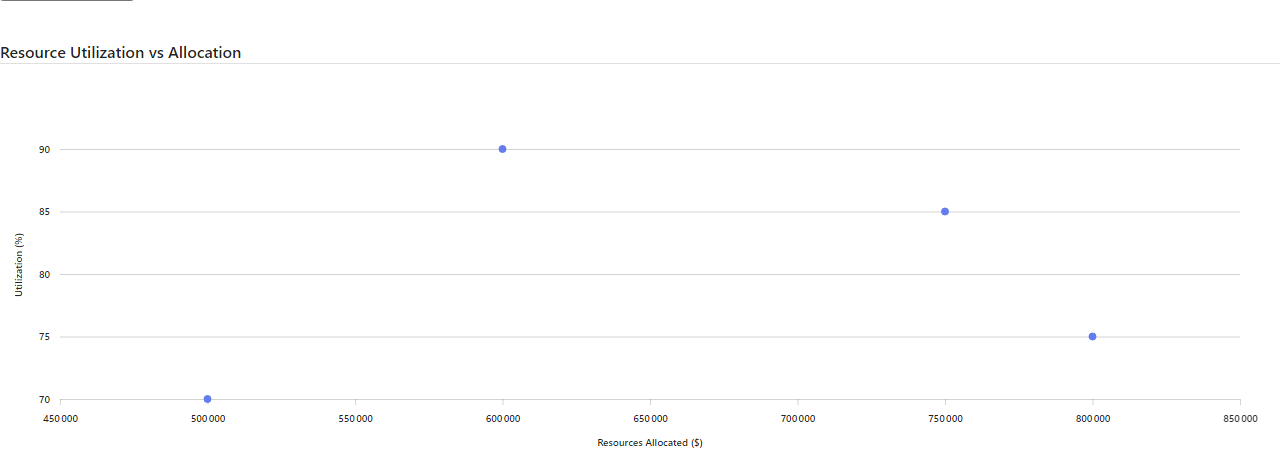 Resource Utilization vs Allocation
90
85
80
75
70
Utilization (%)
450 000 500 000 550 000 600 000 650 000 700 000 750 000 800 000 850 000
Resources Allocated ($)